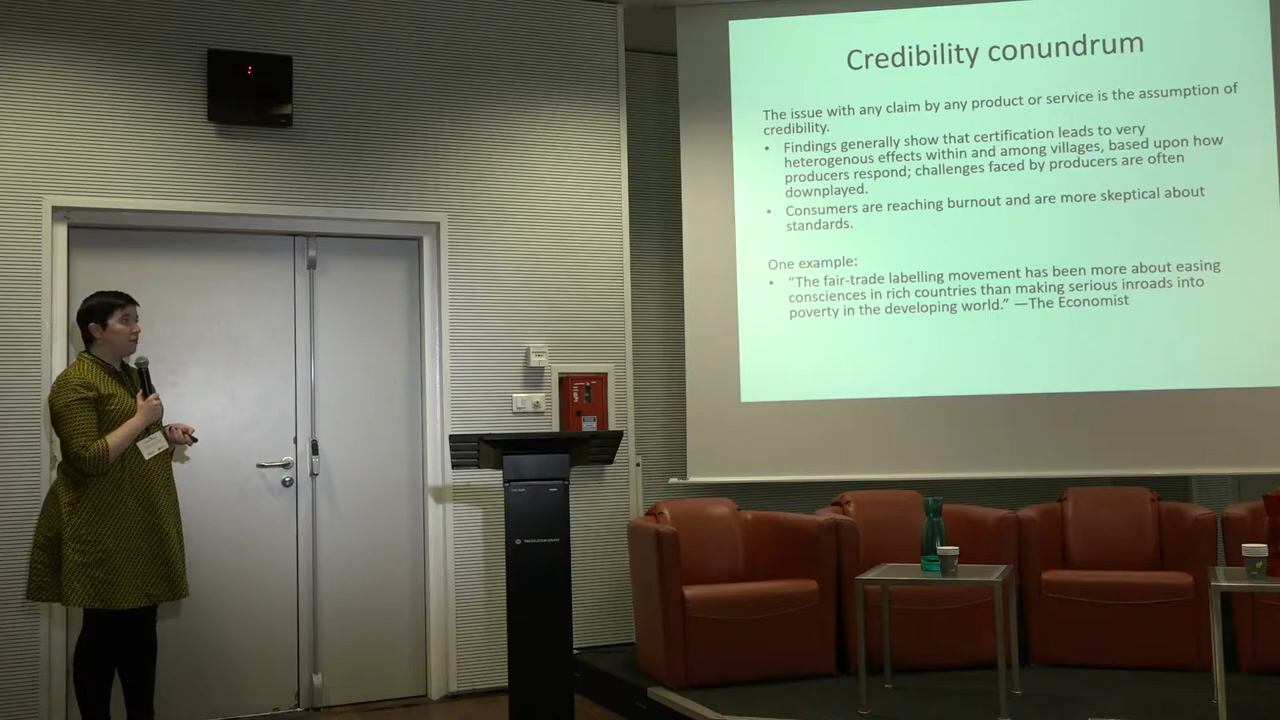 Credibility conundrum
The issue with any claim by any product or service is the assumption of
credibility.
• Findings generally show that certification leads to very
heterogenous effects within and among villages, based upon how
producers respond; challenges faced by producers are often
downplayed.
• Consumers are reaching burnout and are more skeptical about
standards.
One example:
• “The fair-trade labelling movement has been more about easing
consciences in rich countries than making serious inroads into
poverty in the developing world.” —The Economist